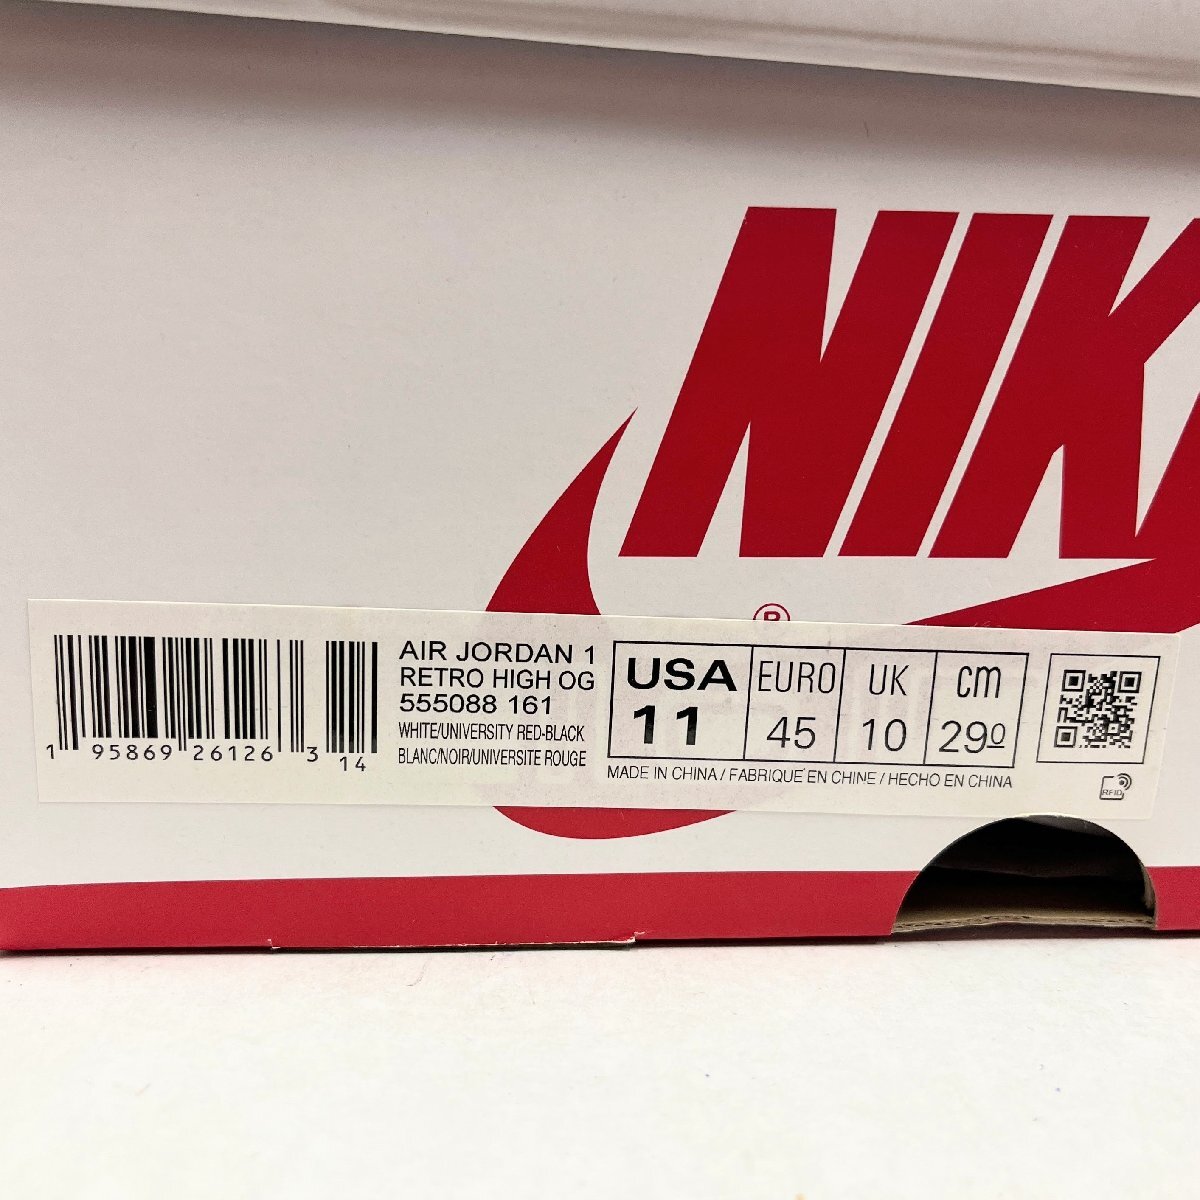 NIK
®
AIR JORDAN 1
RETRO HIGH OG
555088 161
WHITE/UNIVERSITY RED-BLACK
BLANC/NOIR/UNIVERSITE ROUGE
1 95869 26126 3 14
USA EURO UK cm
11 45 10 290
MADE IN CHINA / FABRIQUÉ EN CHINE / HECHO EN CHINA
RFID